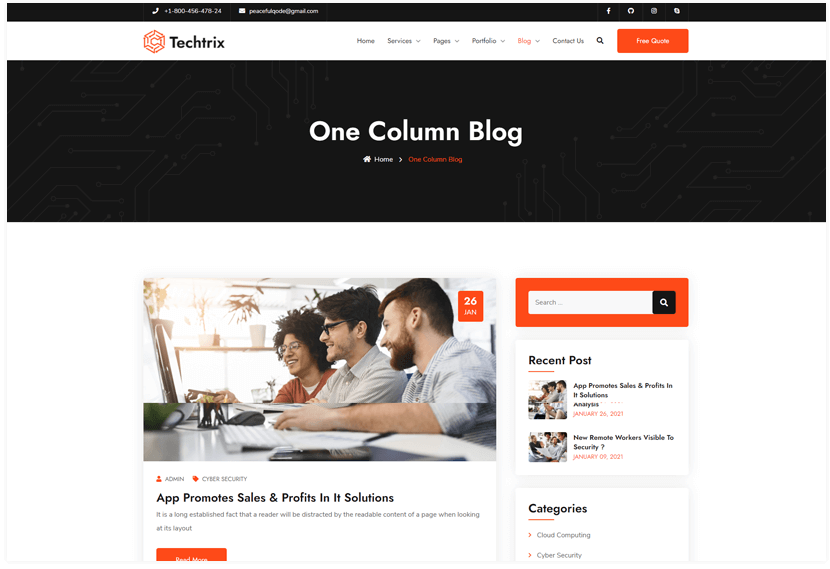 +1-800-456-478-24 peacefulqode@gmail.com
Techtrix
Home Services Pages Portfolio Blog Contact Us Free Quote
One Column Blog
Home One Column Blog
26
JAN
Search ...
Recent Post
App Promotes Sales & Profits In
It Solutions
Analysis
JANUARY 26, 2021
New Remote Workers Visible To
Security ?
JANUARY 09, 2021
ADMIN CYBER SECURITY
App Promotes Sales & Profits In It Solutions
It is a long established fact that a reader will be distracted by the readable content of a page when looking
at its layout
Read More
Categories
Cloud Computing
Cyber Security